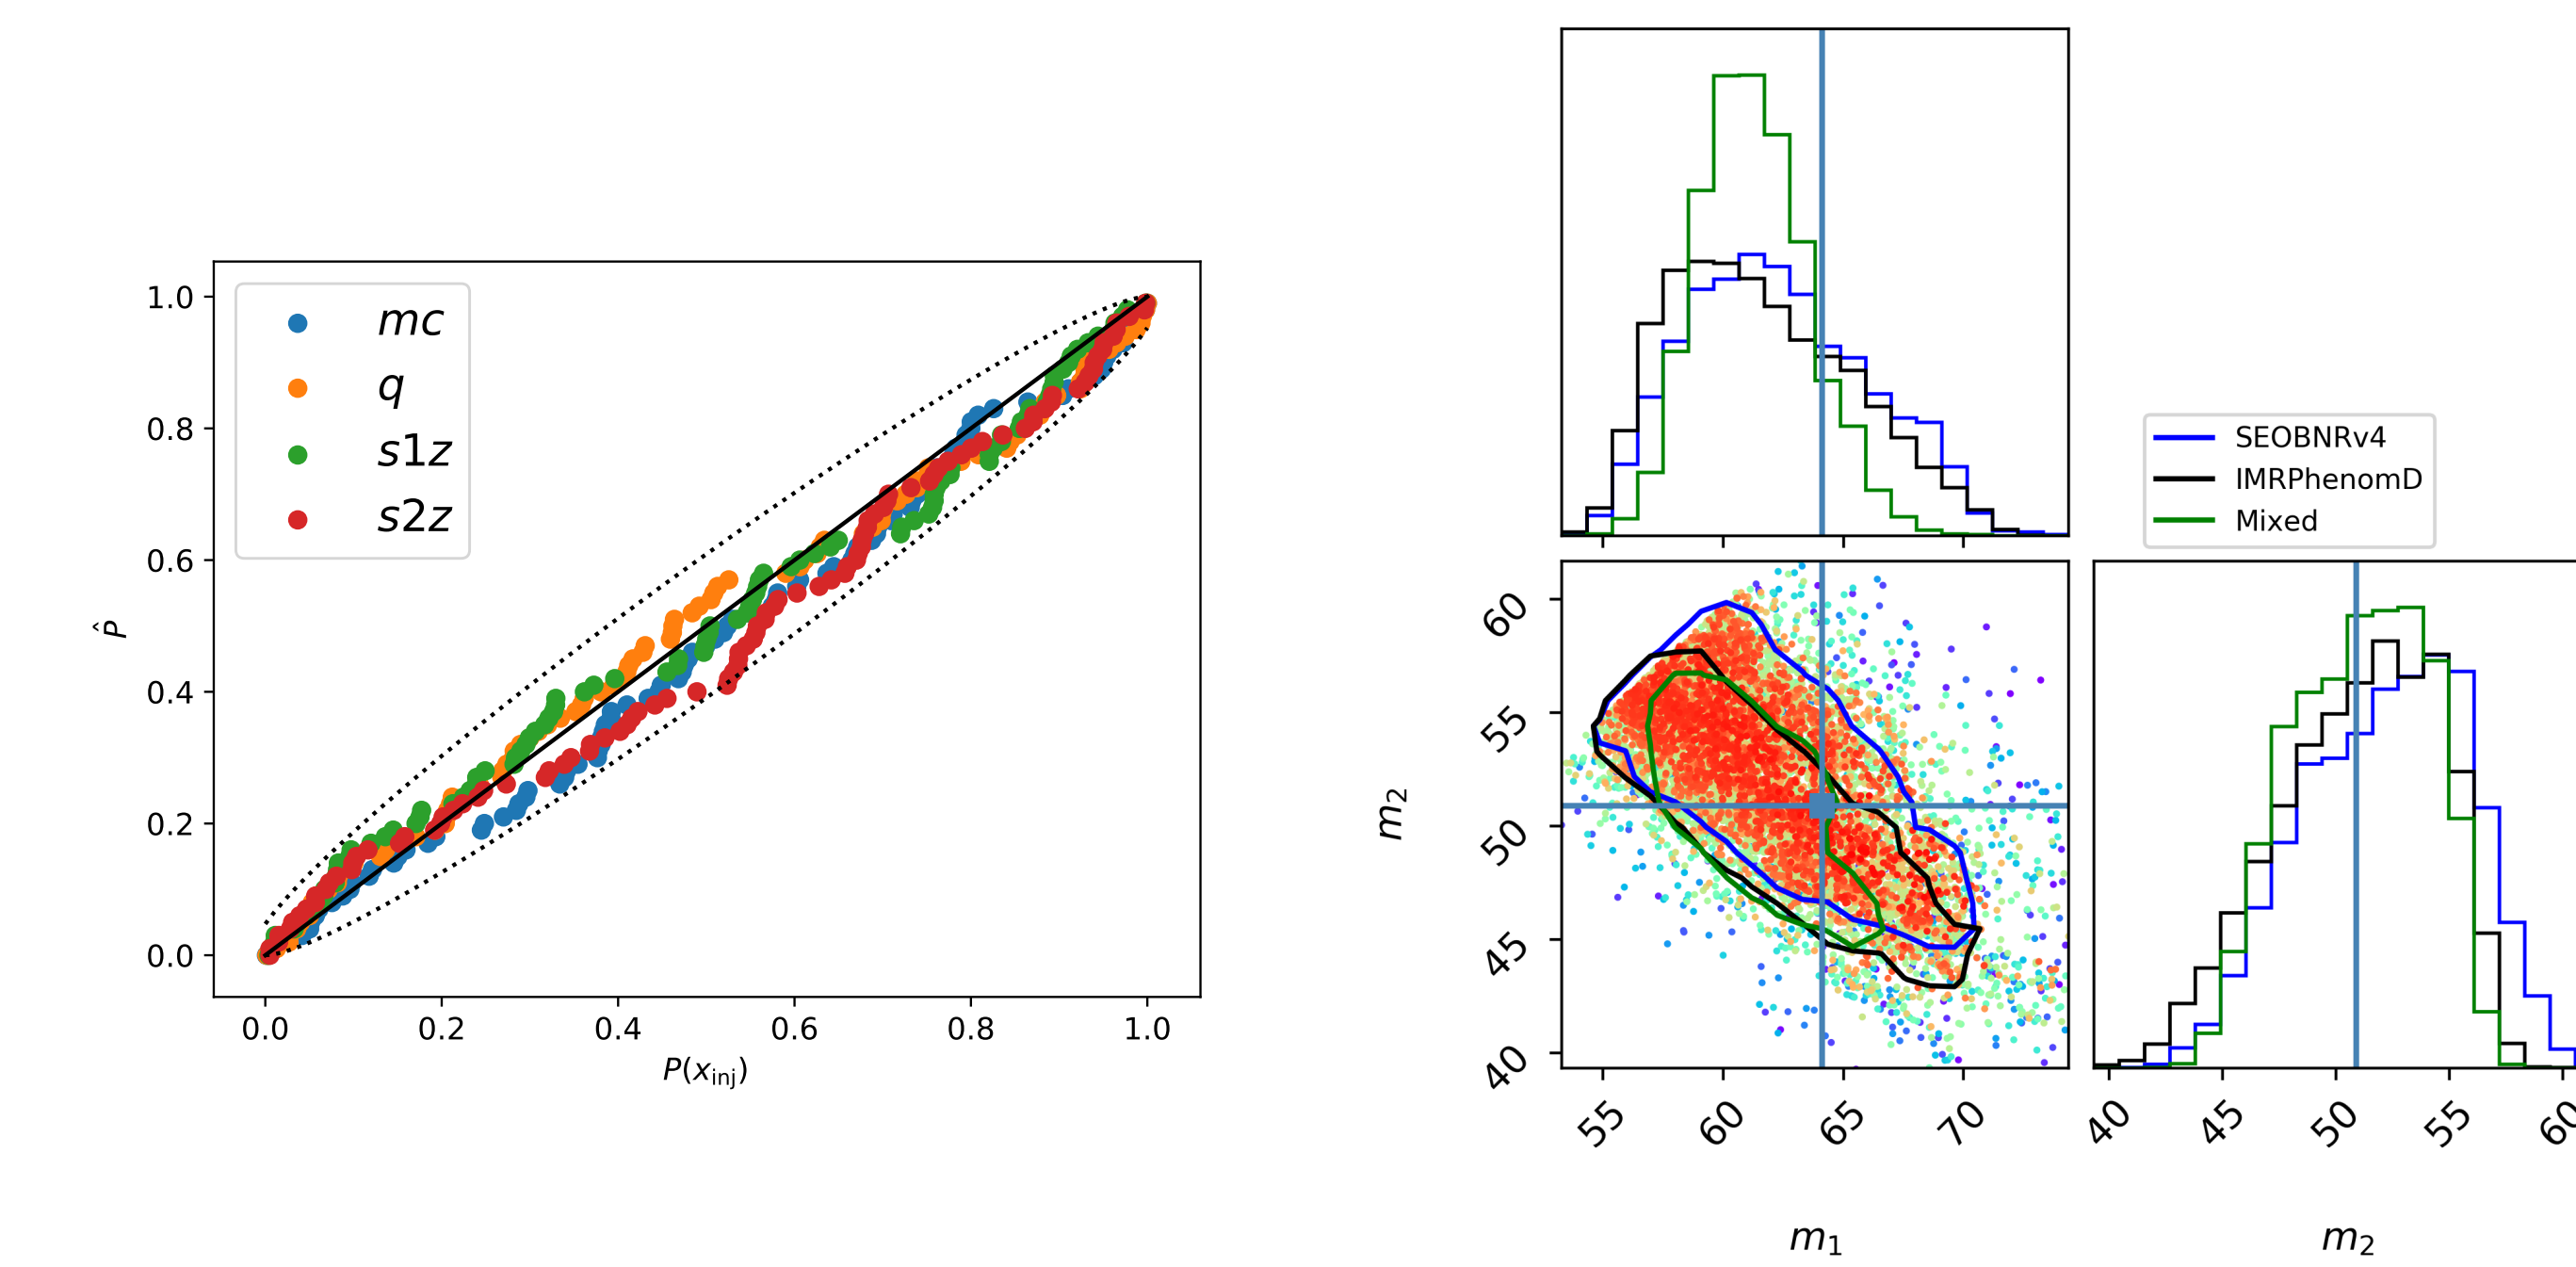 mc
q
s1z
s2z
P̂
1.0
0.8
0.6
0.4
0.2
0.0
0.0 0.2 0.4 0.6 0.8 1.0
P(x_inj)
SEOBNRv4
IMRPhenomD
Mixed
m₂
60
55
50
45
40
55 60 65 70
m₁
40 45 50 55 60
m₂